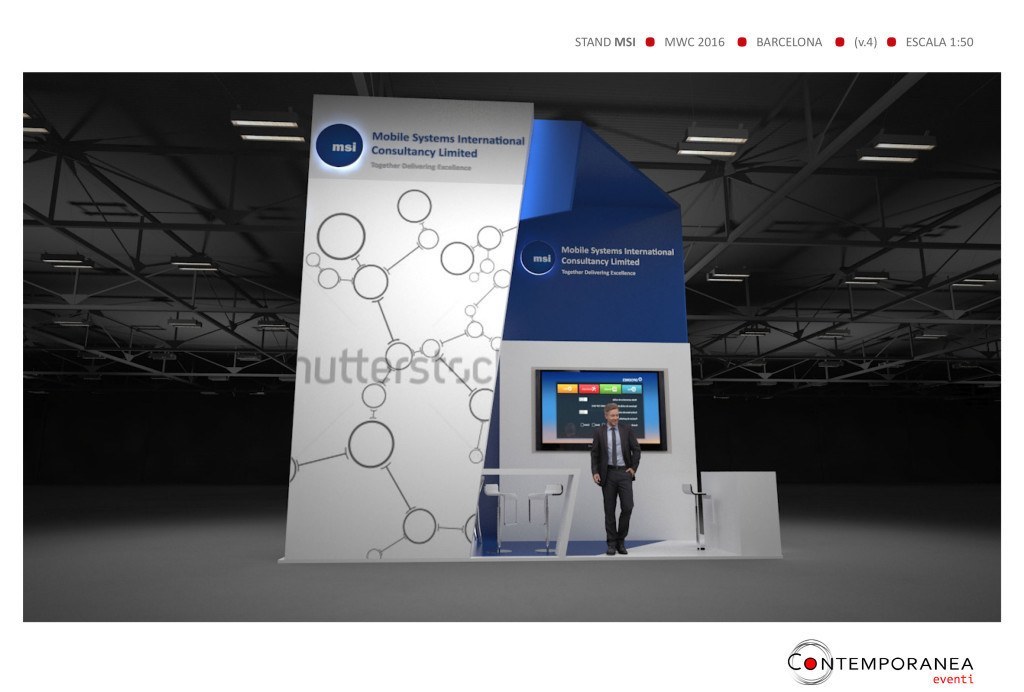 STAND MSI • MWC 2016 • BARCELONA • (v.4) • ESCALA 1:50
msi
Mobile Systems International
Consultancy Limited
Together Delivering Excellence
msi
Mobile Systems International
Consultancy Limited
Together Delivering Excellence
CONTEMPORANEA
eventi